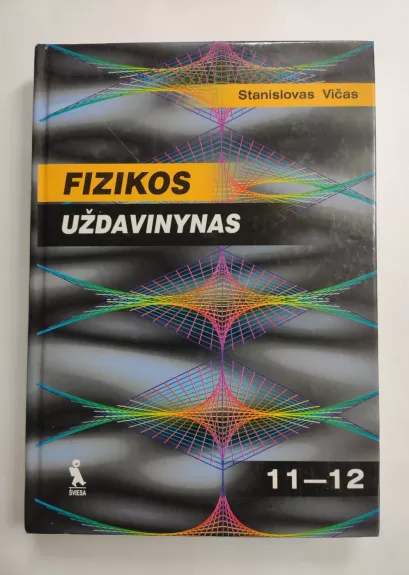 Stanislovas Vičas
FIZIKOS
UŽDAVINYNAS
11—12
ŠVIESA